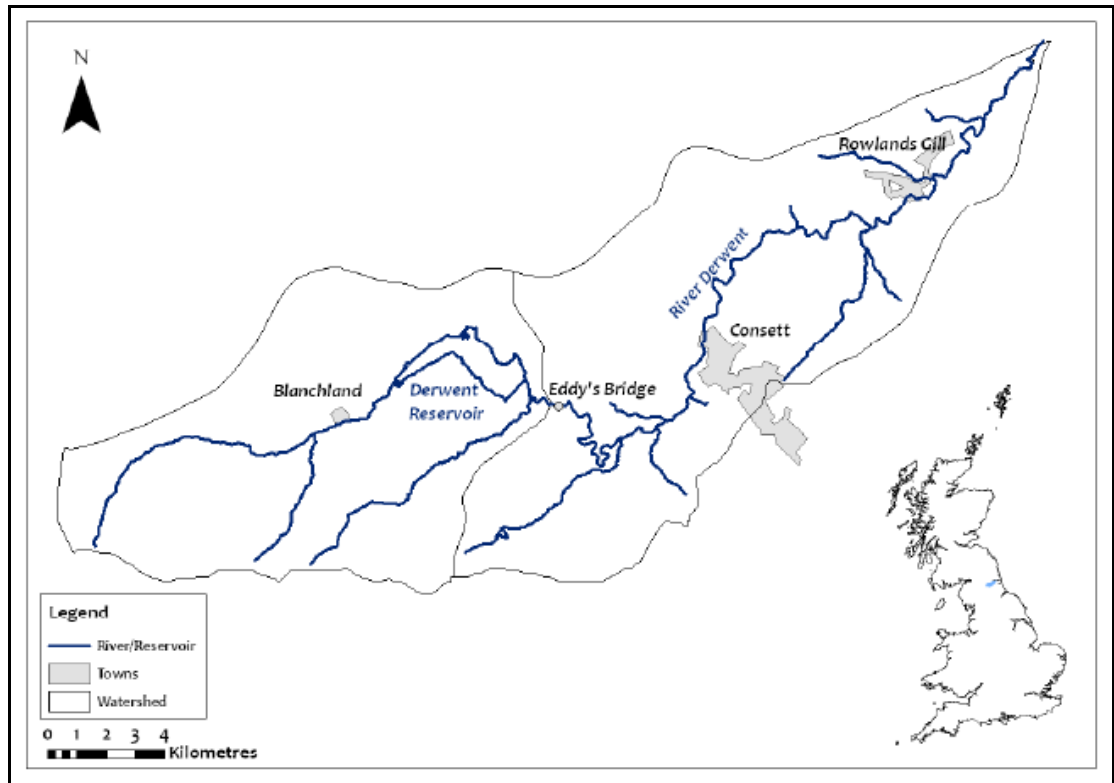 N
Rowlands Gill
River Derwent
Consett
Blanchland
Derwent
Reservoir
Eddy's Bridge
Legend
River/Reservoir
Towns
Watershed
0 1 2 3 4
Kilometres